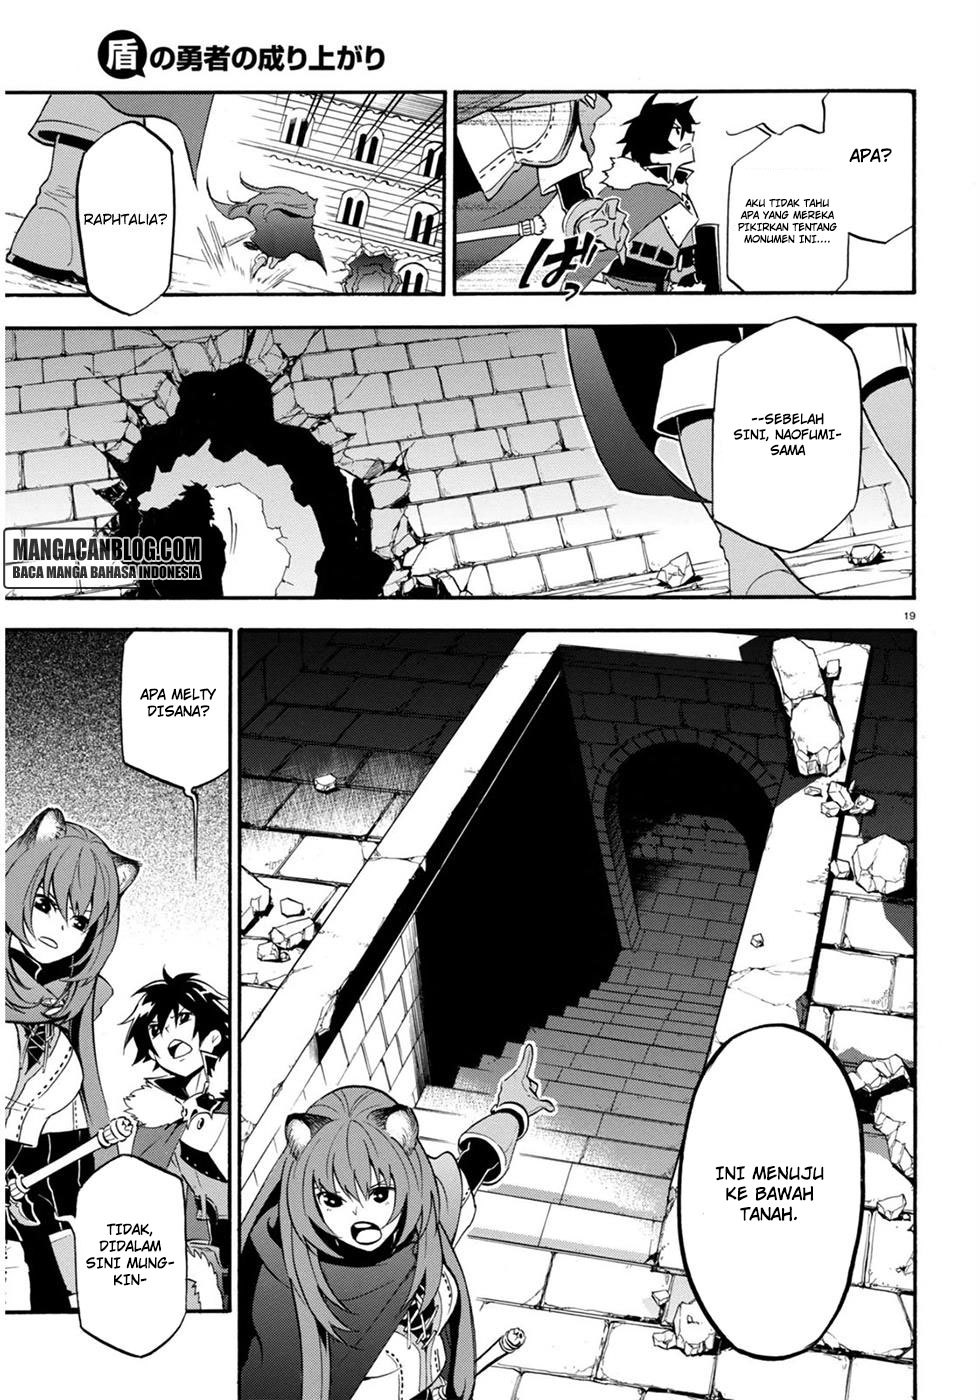 盾の勇者の成り上がり
APA?
AKU TIDAK TAHU
APA YANG MEREKA
PIKIRKAN TENTANG
MONUMEN INI....
ばっ
RAPHTALIA?
--SEBELAH
SINI, NAOFUMI-
SAMA
MANGACANBLOG.COM
BACA MANGA BAHASA INDONESIA
19
INI MENUJU
KE BAWAH
TANAH.
APA MELTY
DISANA?
TIDAK,
DIDALAM
SINI MUNG-
KIN-